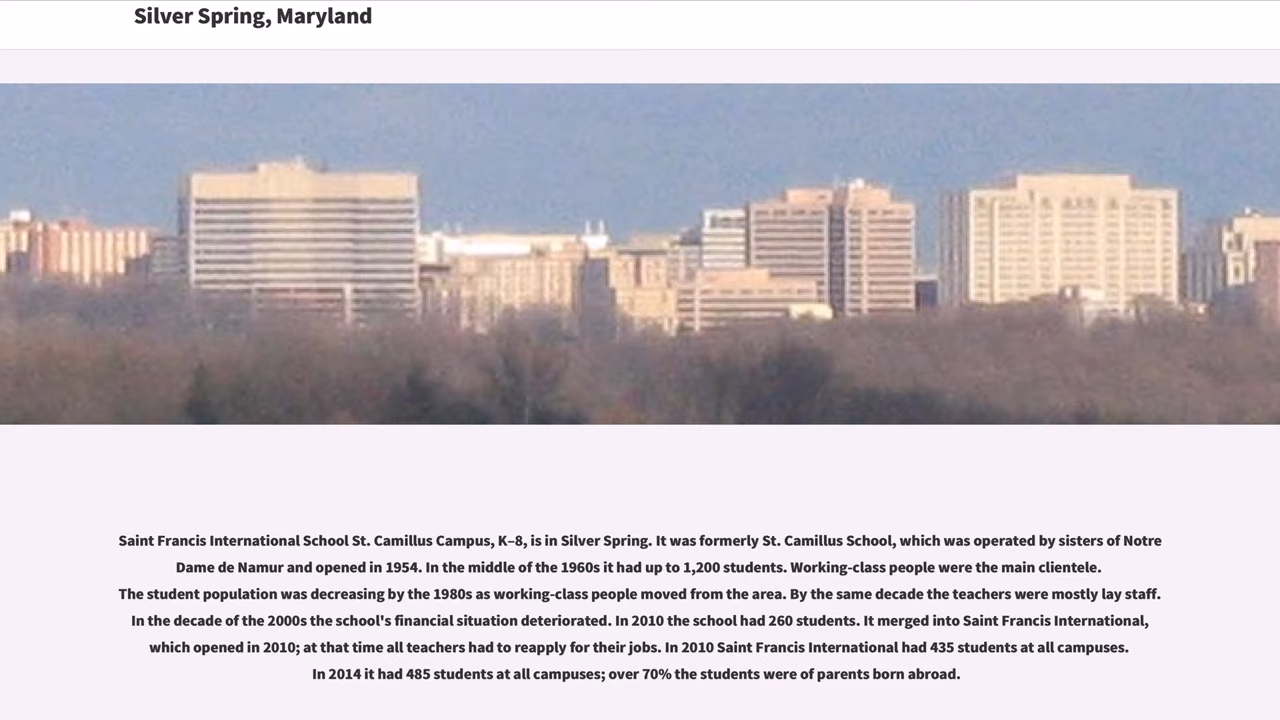 Silver Spring, Maryland
Saint Francis International School St. Camillus Campus, K–8, is in Silver Spring. It was formerly St. Camillus School, which was operated by sisters of Notre
Dame de Namur and opened in 1954. In the middle of the 1960s it had up to 1,200 students. Working-class people were the main clientele.
The student population was decreasing by the 1980s as working-class people moved from the area. By the same decade the teachers were mostly lay staff.
In the decade of the 2000s the school's financial situation deteriorated. In 2010 the school had 260 students. It merged into Saint Francis International,
which opened in 2010; at that time all teachers had to reapply for their jobs. In 2010 Saint Francis International had 435 students at all campuses.
In 2014 it had 485 students at all campuses; over 70% the students were of parents born abroad.